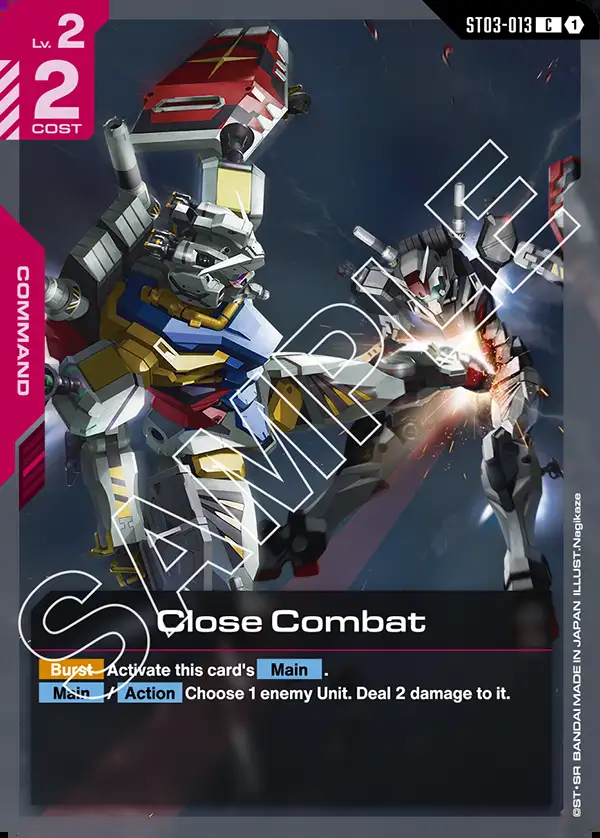 Lv. 2
2
COST
ST03-013 C 1
COMMAND
SAMPLE
Close Combat
Burst Activate this card's Main .
Main / Action Choose 1 enemy Unit. Deal 2 damage to it.
©ST・SR BANDAI MADE IN JAPAN ILLUST.Nagikaze